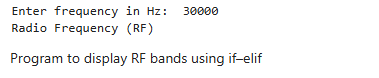 Enter frequency in Hz:  30000
Radio Frequency (RF)
Program to display RF bands using if–elif